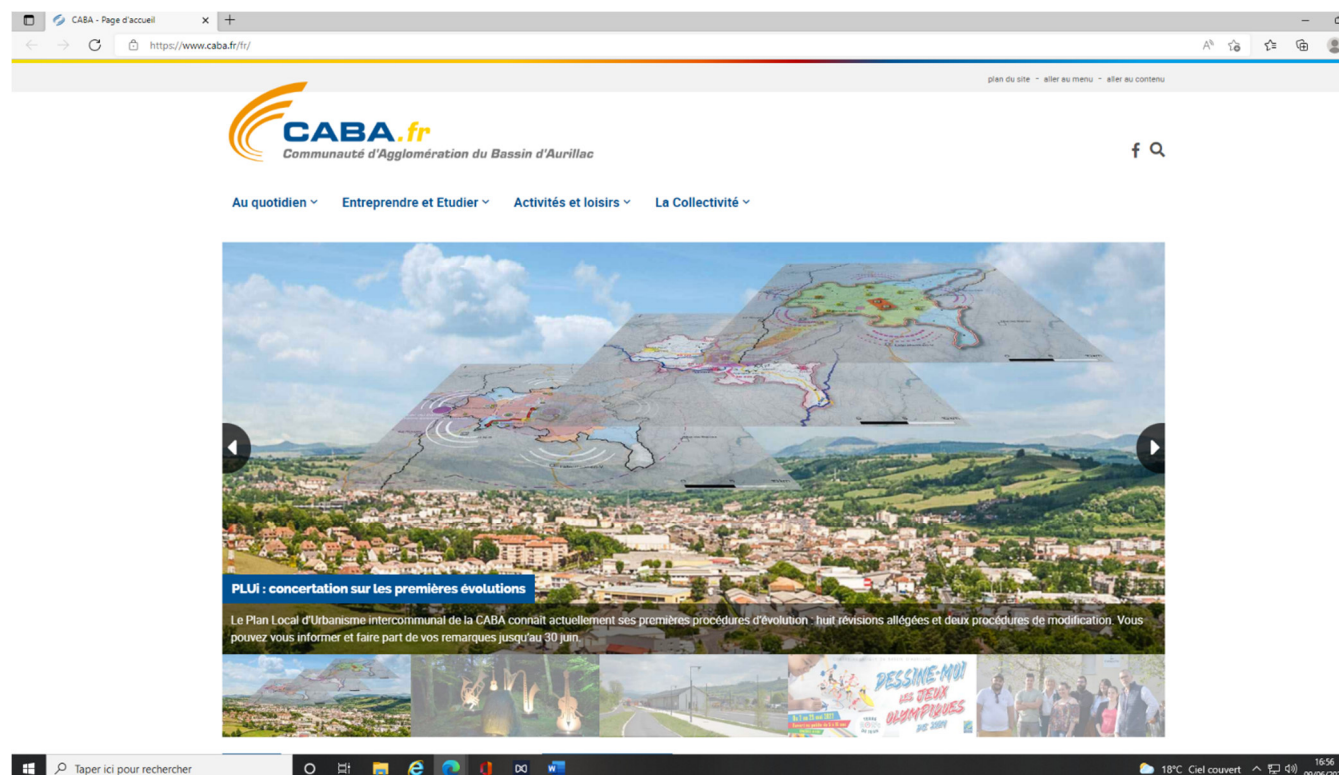 CABA - Page d'accueil
https://www.caba.fr/fr/
plan du site - aller au menu - aller au contenu
CABA.fr
Communauté d'Agglomération du Bassin d'Aurillac
Au quotidien
Entreprendre et Etudier
Activités et loisirs
La Collectivité
PLUi : concertation sur les premières évolutions
Le Plan Local d'Urbanisme intercommunal de la CABA connaît actuellement ses premières procédures d'évolution : huit révisions allégées et deux procédures de modification. Vous
pouvez vous informer et faire part de vos remarques jusqu'au 30 juin.
DESSINE-MOI
LES JEUX
OLYMPIQUES
DE 2024
Taper ici pour rechercher
18°C Ciel couvert
16:56